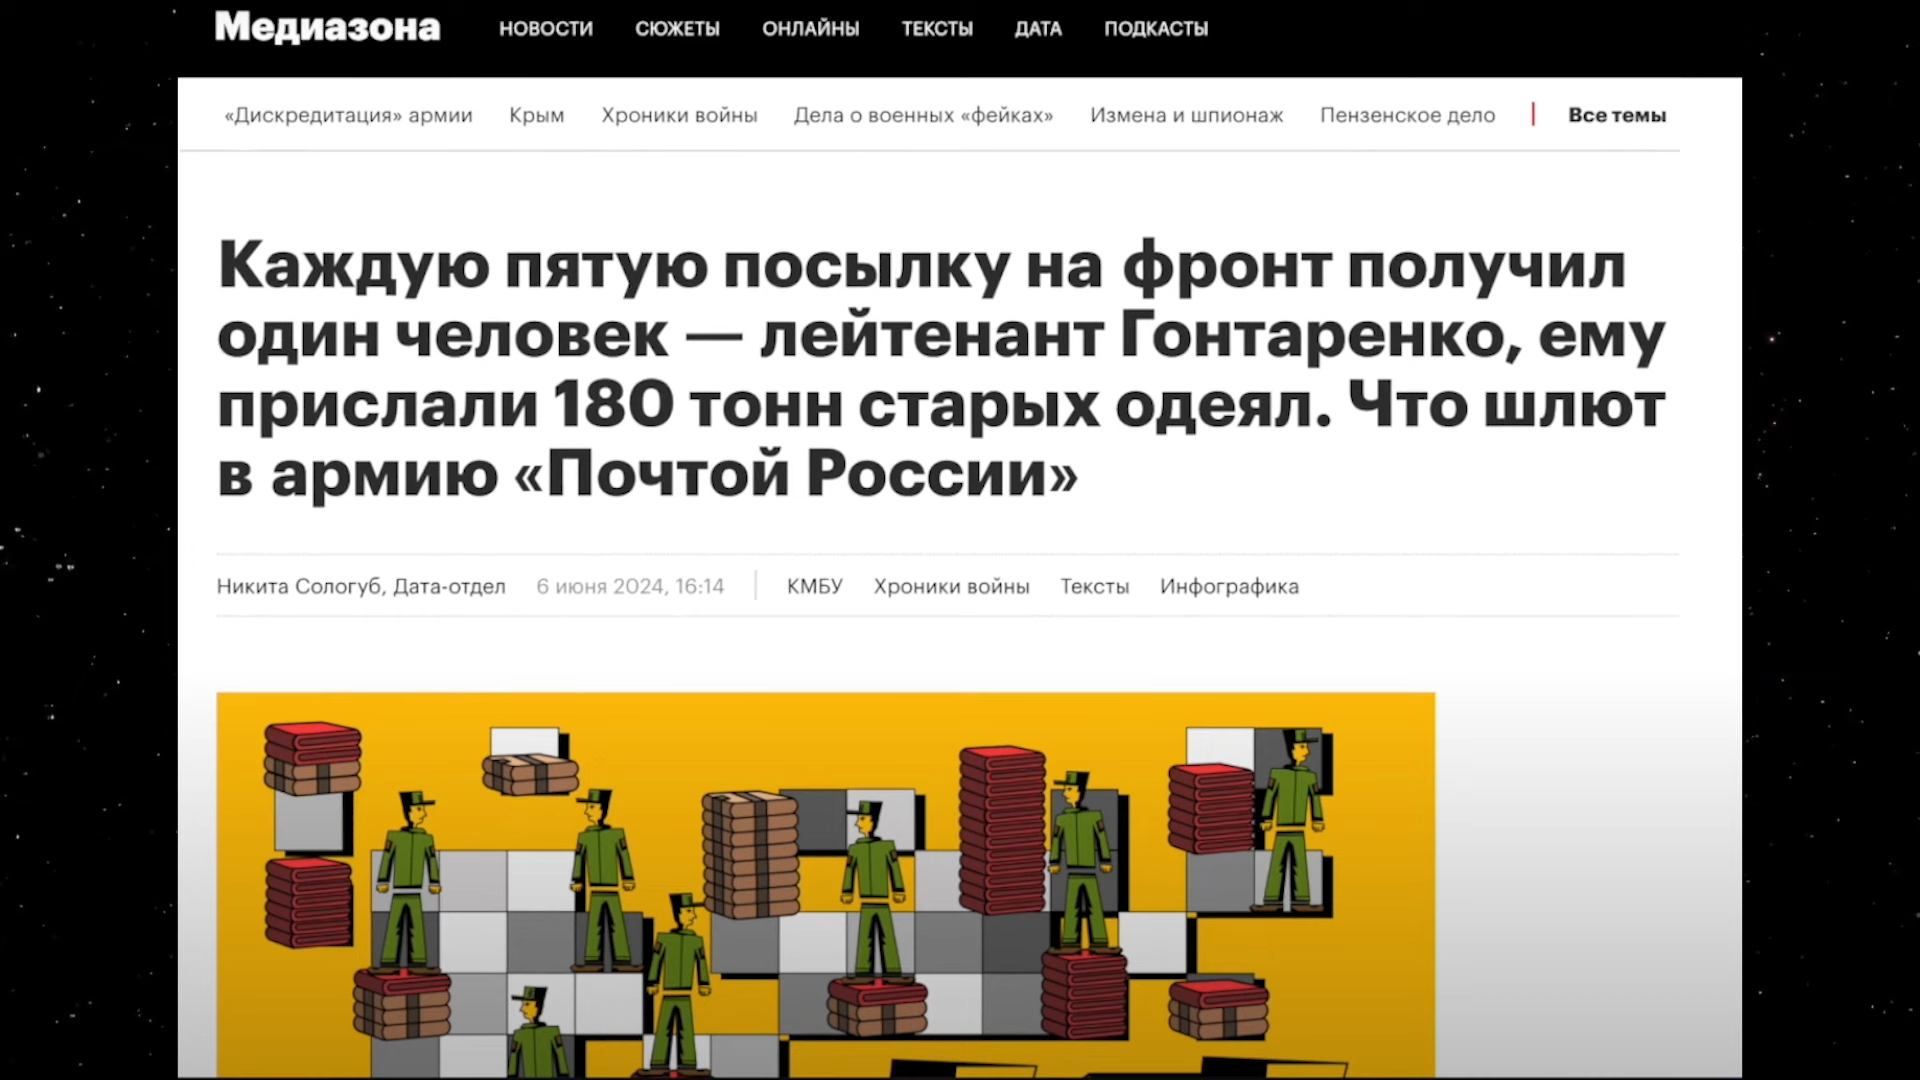 Медиазона НОВОСТИ СЮЖЕТЫ ОНЛАЙНЫ ТЕКСТЫ ДАТА ПОДКАСТЫ
«Дискредитация» армии Крым Хроники войны Дела о военных «фейках» Измена и шпионаж Пензенское дело Все темы
Каждую пятую посылку на фронт получил
один человек — лейтенант Гонтаренко, ему
прислали 180 тонн старых одеял. Что шлют
в армию «Почтой России»
Никита Сологуб, Дата-отдел 6 июня 2024, 16:14 КМБУ Хроники войны Тексты Инфографика